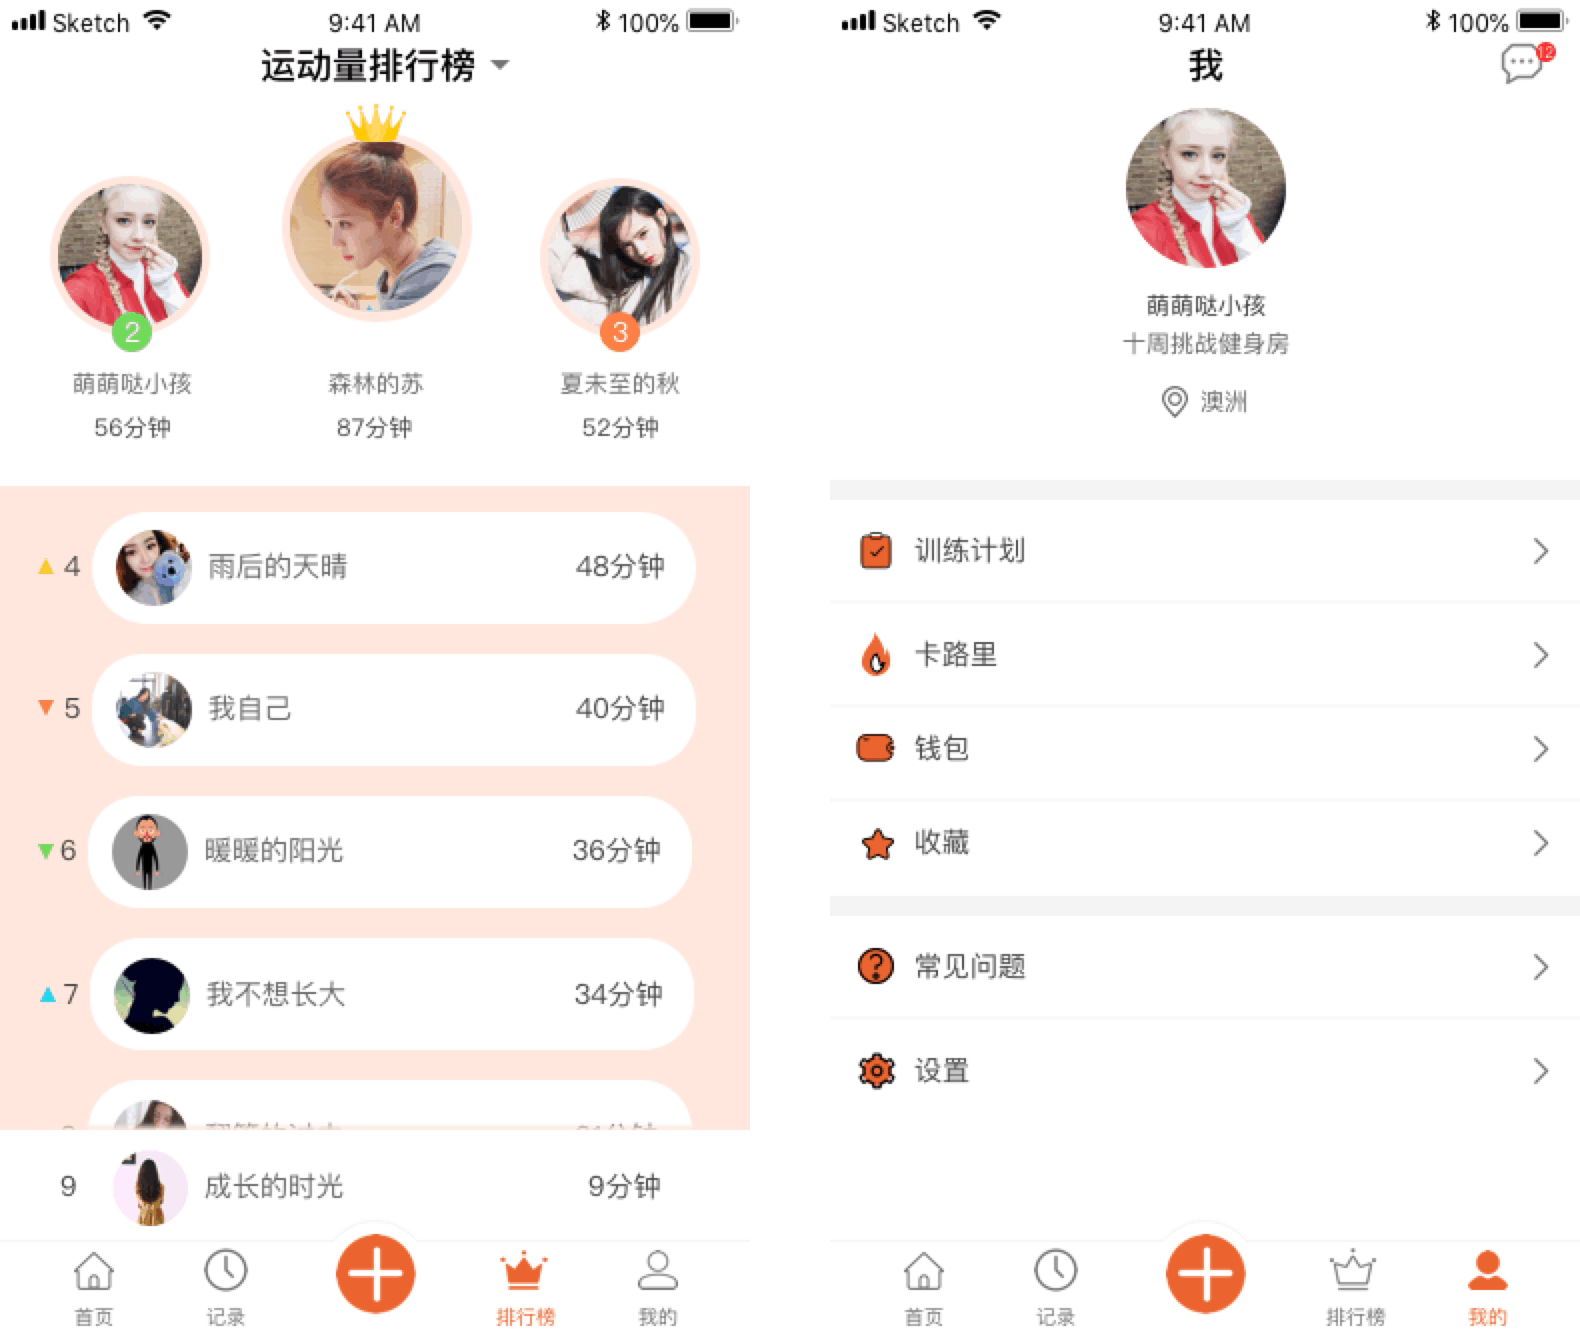 Sketch 9:41 AM 100%
运动量排行榜
2
3
萌萌哒小孩 森林的苏 夏未至的秋
56分钟 87分钟 52分钟
4 雨后的天晴 48分钟
5 我自己 40分钟
6 暖暖的阳光 36分钟
7 我不想长大 34分钟
9 成长的时光 9分钟
首页 记录 排行榜 我的
Sketch 9:41 AM 100%
我
12
萌萌哒小孩
十周挑战健身房
澳洲
训练计划
卡路里
钱包
收藏
常见问题
设置
首页 记录 排行榜 我的